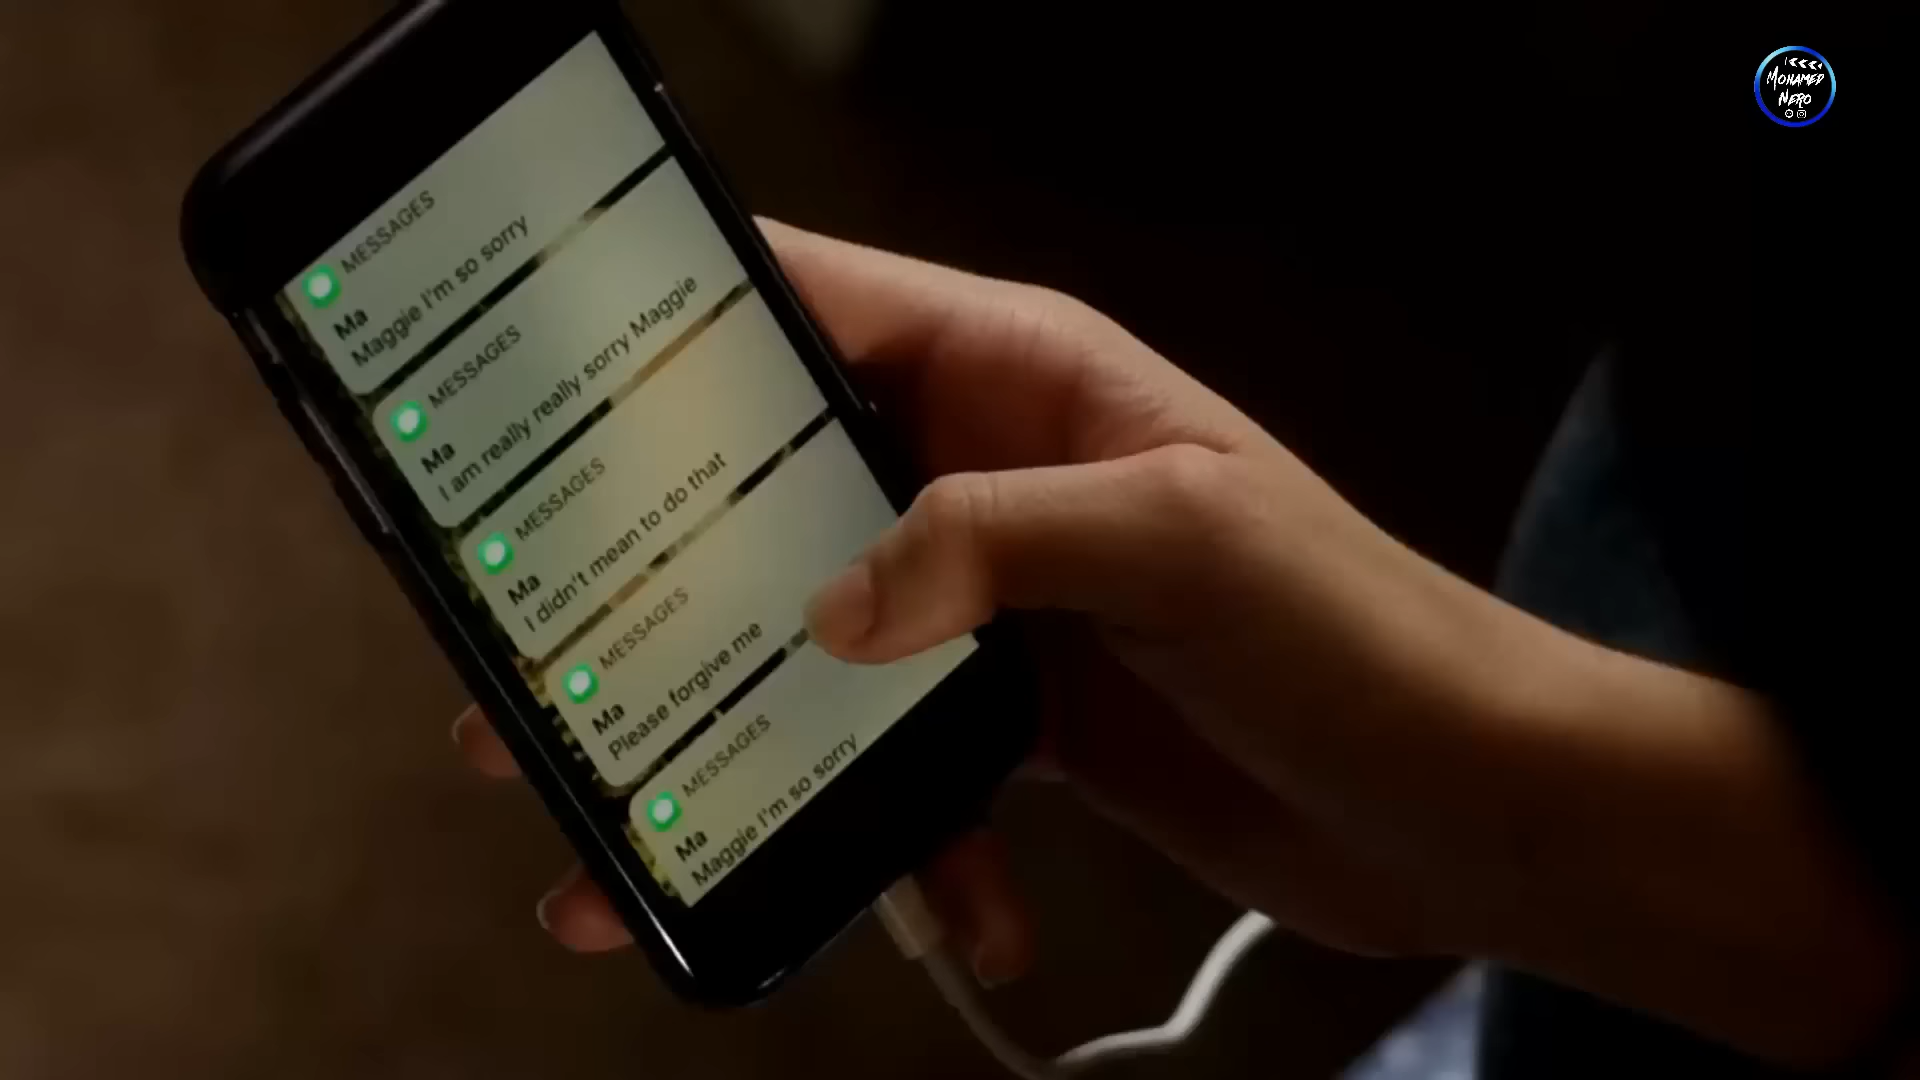 MESSAGES
Ma
Maggie I'm so sorry
MESSAGES
Ma
I am really really sorry Maggie
MESSAGES
Ma
I didn't mean to do that
MESSAGES
Ma
Please forgive me
MESSAGES
Ma
Maggie I'm so sorry
MOHAMED
NERO